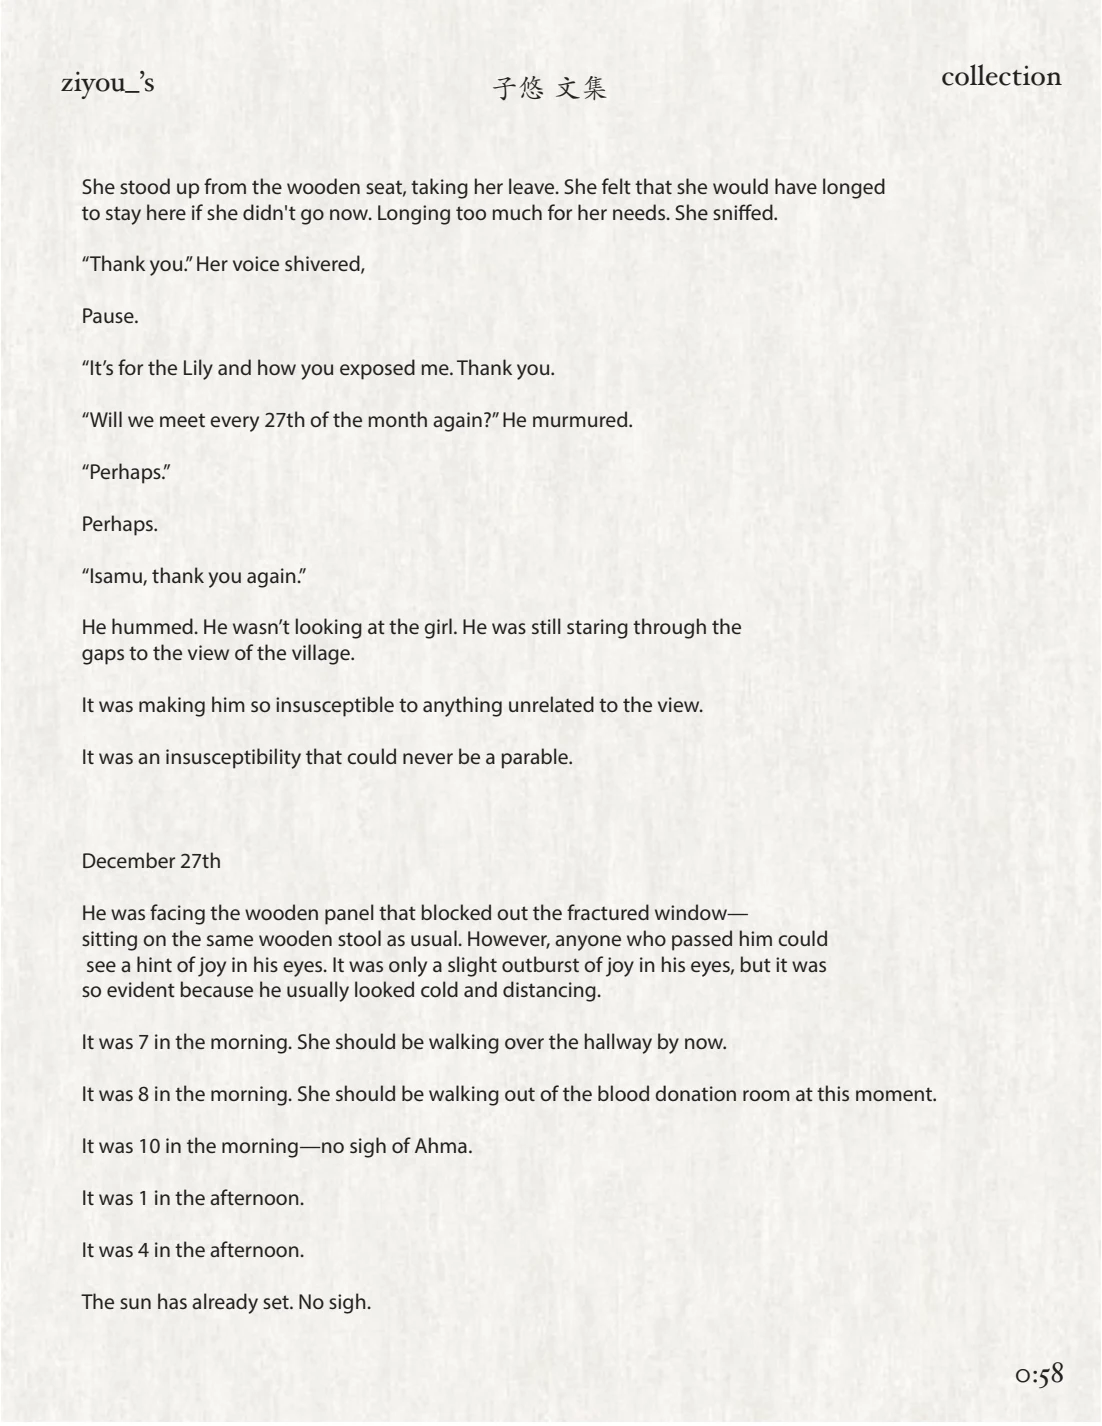 ziyou_’s
子悠 文集
collection
She stood up from the wooden seat, taking her leave. She felt that she would have longed
to stay here if she didn't go now. Longing too much for her needs. She sniffed.
“Thank you.” Her voice shivered,
Pause.
“It’s for the Lily and how you exposed me. Thank you.
“Will we meet every 27th of the month again?” He murmured.
“Perhaps.”
Perhaps.
“Isamu, thank you again.”
He hummed. He wasn’t looking at the girl. He was still staring through the
gaps to the view of the village.
It was making him so insusceptible to anything unrelated to the view.
It was an insusceptibility that could never be a parable.
December 27th
He was facing the wooden panel that blocked out the fractured window—
sitting on the same wooden stool as usual. However, anyone who passed him could
see a hint of joy in his eyes. It was only a slight outburst of joy in his eyes, but it was
so evident because he usually looked cold and distancing.
It was 7 in the morning. She should be walking over the hallway by now.
It was 8 in the morning. She should be walking out of the blood donation room at this moment.
It was 10 in the morning—no sigh of Ahma.
It was 1 in the afternoon.
It was 4 in the afternoon.
The sun has already set. No sigh.
0:58